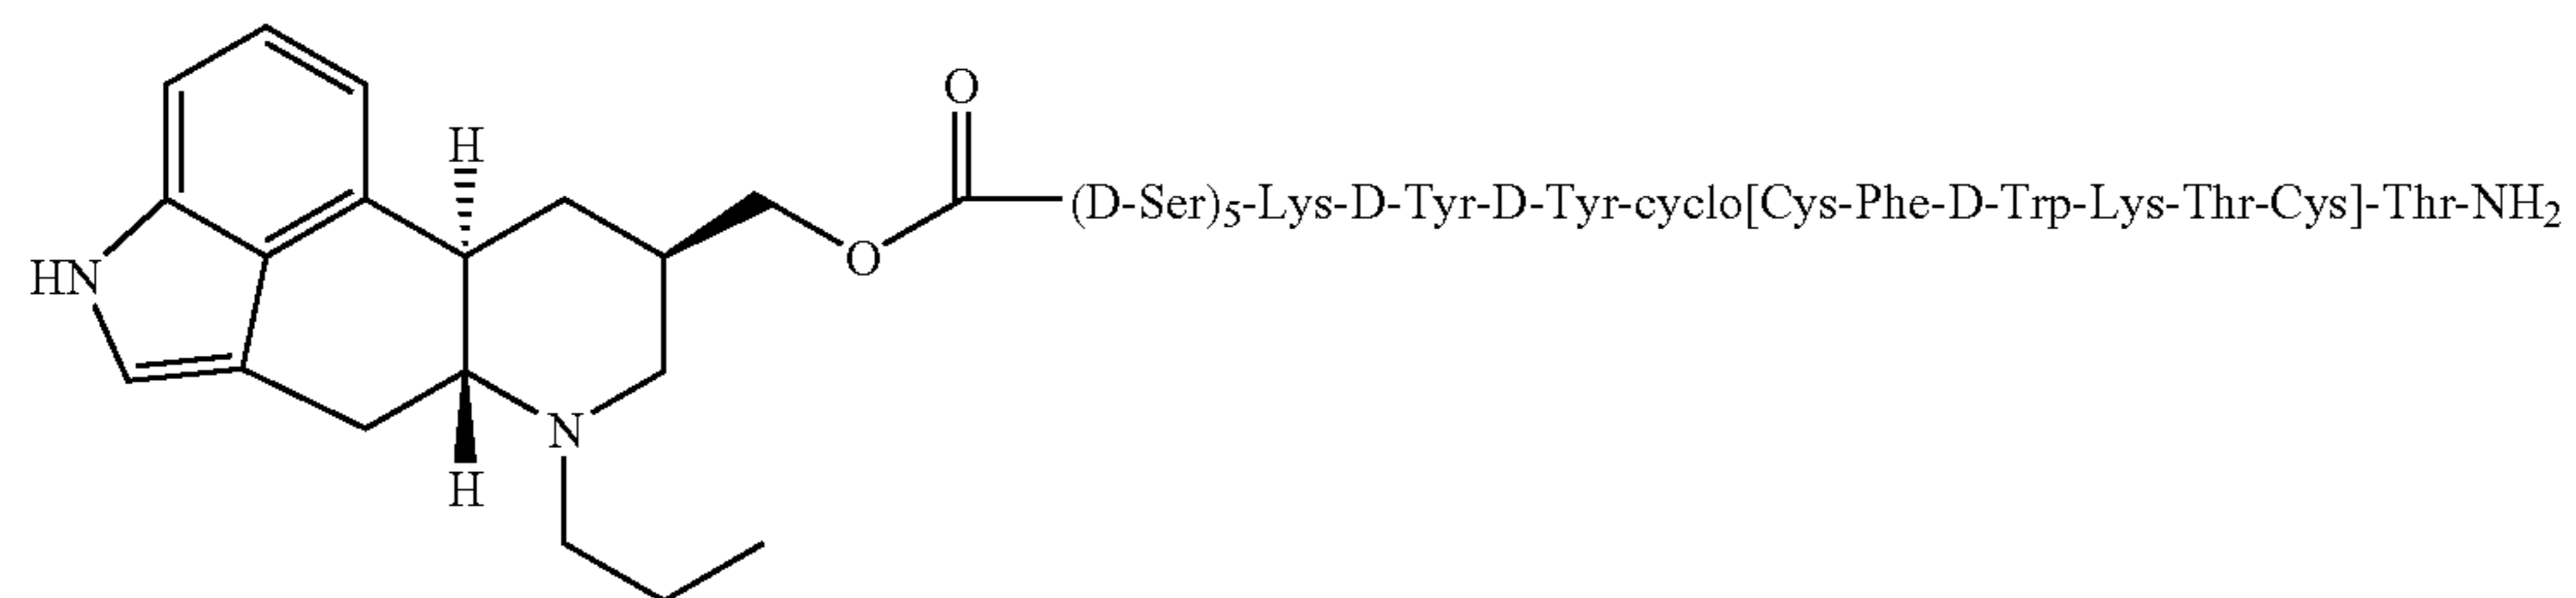 O
H
(D-Ser)5-Lys-D-Tyr-D-Tyr-cyclo[Cys-Phe-D-Trp-Lys-Thr-Cys]-Thr-NH2
O
HN
N
H